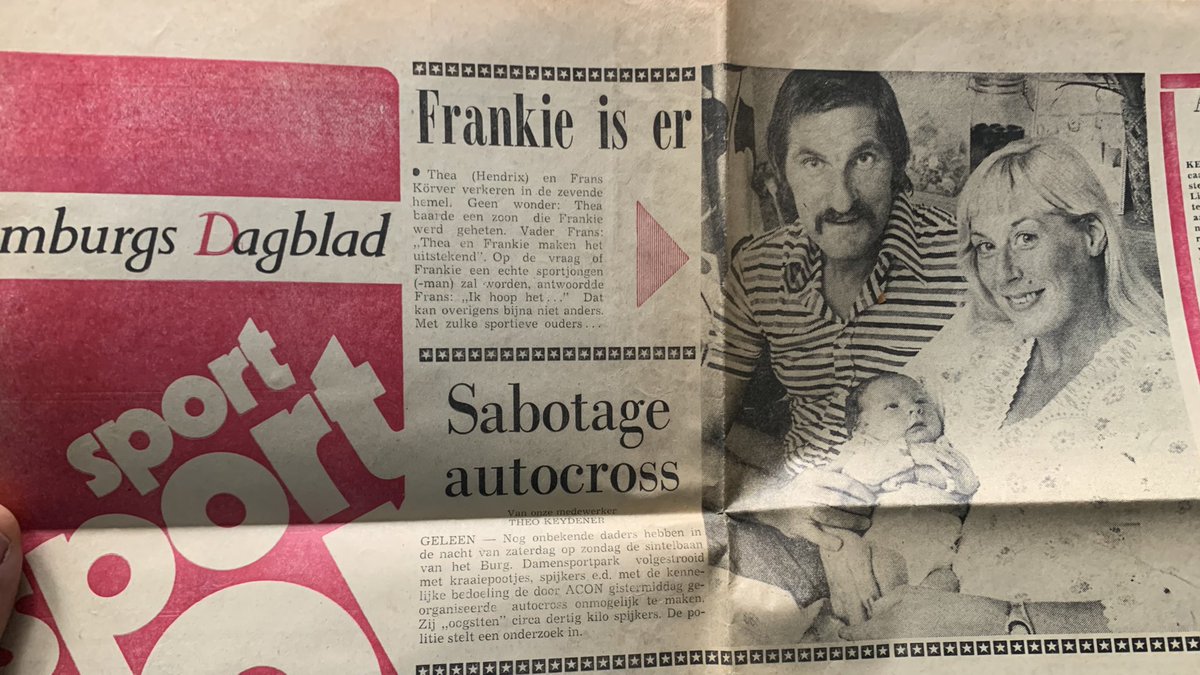 mburgs Dagblad
sport
port
spo
Frankie is er
• Thea (Hendrix) en Frans
Körver verkeren in de zevende
hemel. Geen wonder: Thea
baarde een zoon die Frankie
werd geheten. Vader Frans:
„Thea en Frankie maken het
uitstekend”. Op de vraag of
Frankie een echte sportjongen
(-man) zal worden, antwoordde
Frans: „Ik hoop het...” Dat
kan overigens bijna niet anders.
Met zulke sportieve ouders...
Sabotage
autocross
Van onze medewerker
THEO KEYDENER
GELEEN — Nog onbekende daders hebben in
de nacht van zaterdag op zondag de sintelbaan
van het Burg. Damensportpark volgestrooid
met kraaiepootjes, spijkers e.d. met de kenne-
lijke bedoeling de door ACON gistermiddag ge-
organiseerde autocross onmogelijk te maken.
Zij „oogstten” circa dertig kilo spijkers. De po-
litie stelt een onderzoek in.